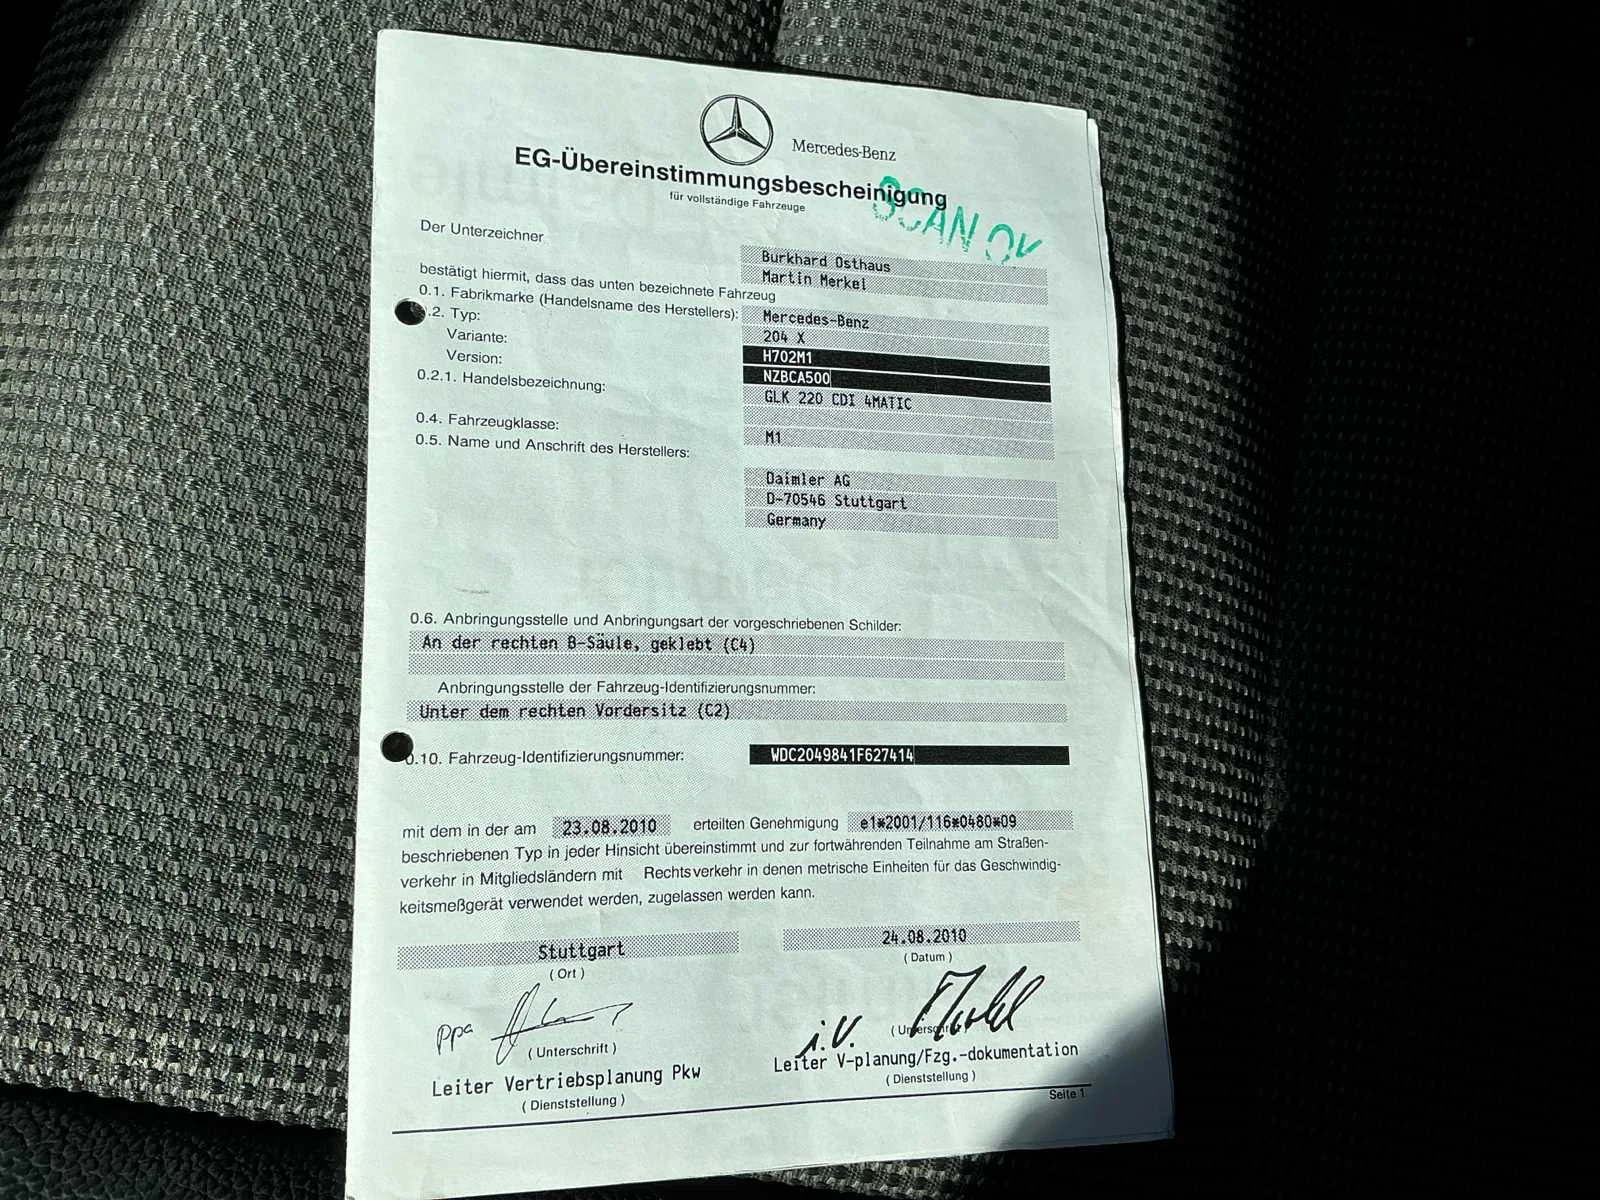 Mercedes-Benz
EG-Übereinstimmungsbescheinigung
für vollständige Fahrzeuge
SCAN OK
Der Unterzeichner
Burkhard Osthaus
Martin Merkel
bestätigt hiermit, dass das unten bezeichnete Fahrzeug
0.1. Fabrikmarke (Handelsname des Herstellers): Mercedes-Benz
.2. Typ: 204 X
Variante: H702M1
Version: NZBCA500
0.2.1. Handelsbezeichnung: GLK 220 CDI 4MATIC
0.4. Fahrzeugklasse: M1
0.5. Name und Anschrift des Herstellers:
Daimler AG
D-70546 Stuttgart
Germany
0.6. Anbringungsstelle und Anbringungsart der vorgeschriebenen Schilder:
An der rechten B-Säule, geklebt (C4)
Anbringungsstelle der Fahrzeug-Identifizierungsnummer:
Unter dem rechten Vordersitz (C2)
0.10. Fahrzeug-Identifizierungsnummer: WDC2049841F627414
mit dem in der am 23.08.2010 erteilten Genehmigung e1*2001/116*0480*09
beschriebenen Typ in jeder Hinsicht übereinstimmt und zur fortwährenden Teilnahme am Straßen-
verkehr in Mitgliedsländern mit Rechtsverkehr in denen metrische Einheiten für das Geschwindig-
keitsmeßgerät verwendet werden, zugelassen werden kann.
Stuttgart 24.08.2010
(Ort) (Datum)
ppa i.V.
(Unterschrift) (Unterschrift)
Leiter Vertriebsplanung Pkw Leiter V-planung/Fzg.-dokumentation
(Dienststellung) (Dienststellung)
Seite 1